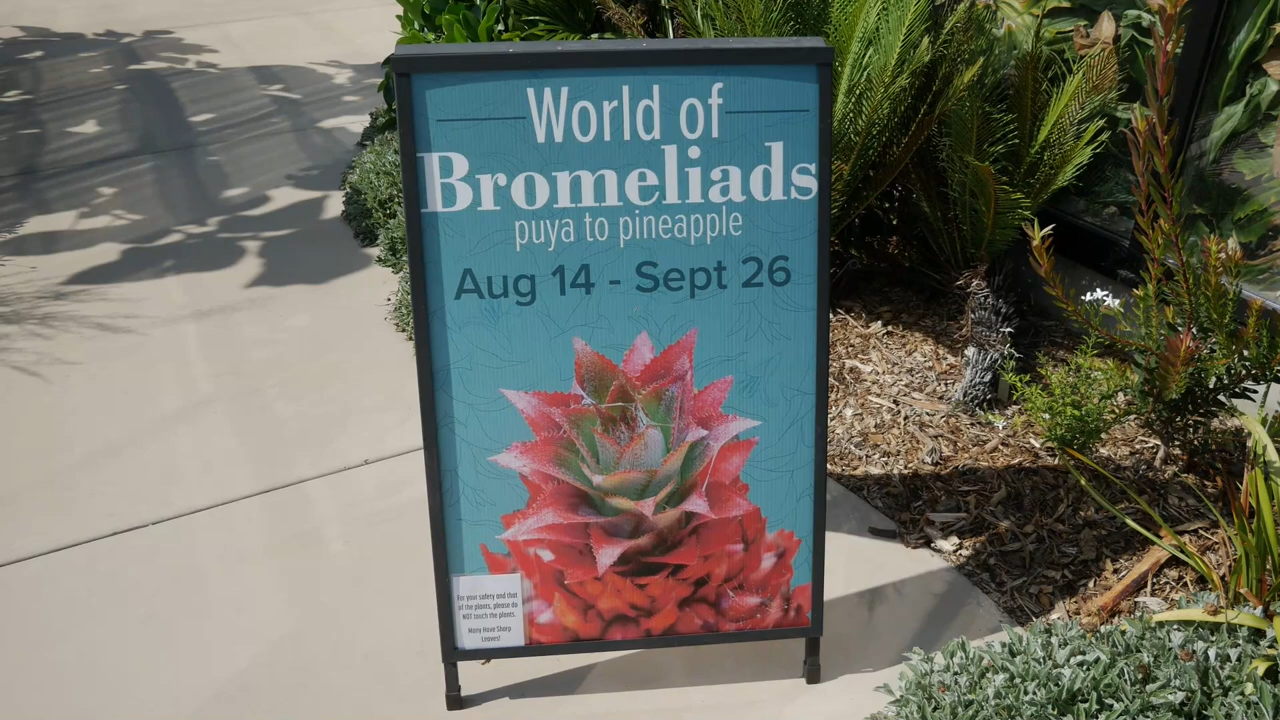 World of
Bromeliads
puya to pineapple
Aug 14 - Sept 26
For your safety and that
of the plants, please do
NOT touch the plants.
Many Have Sharp
Leaves!